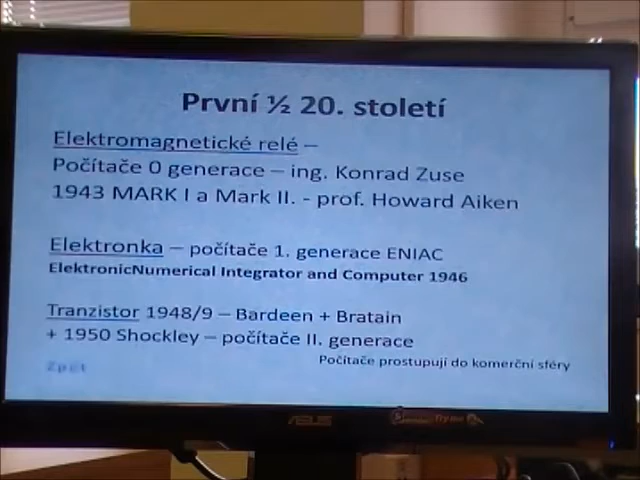 První ½ 20. století
Elektromagnetické relé –
Počítače 0 generace – ing. Konrad Zuse
1943 MARK I a Mark II. - prof. Howard Aiken
Elektronka – počítače 1. generace ENIAC
ElektronicNumerical Integrator and Computer 1946
Tranzistor 1948/9 – Bardeen + Bratain
+ 1950 Shockley – počítače II. generace
Počítače prostupují do komerční sféry
Zpět
ASUS